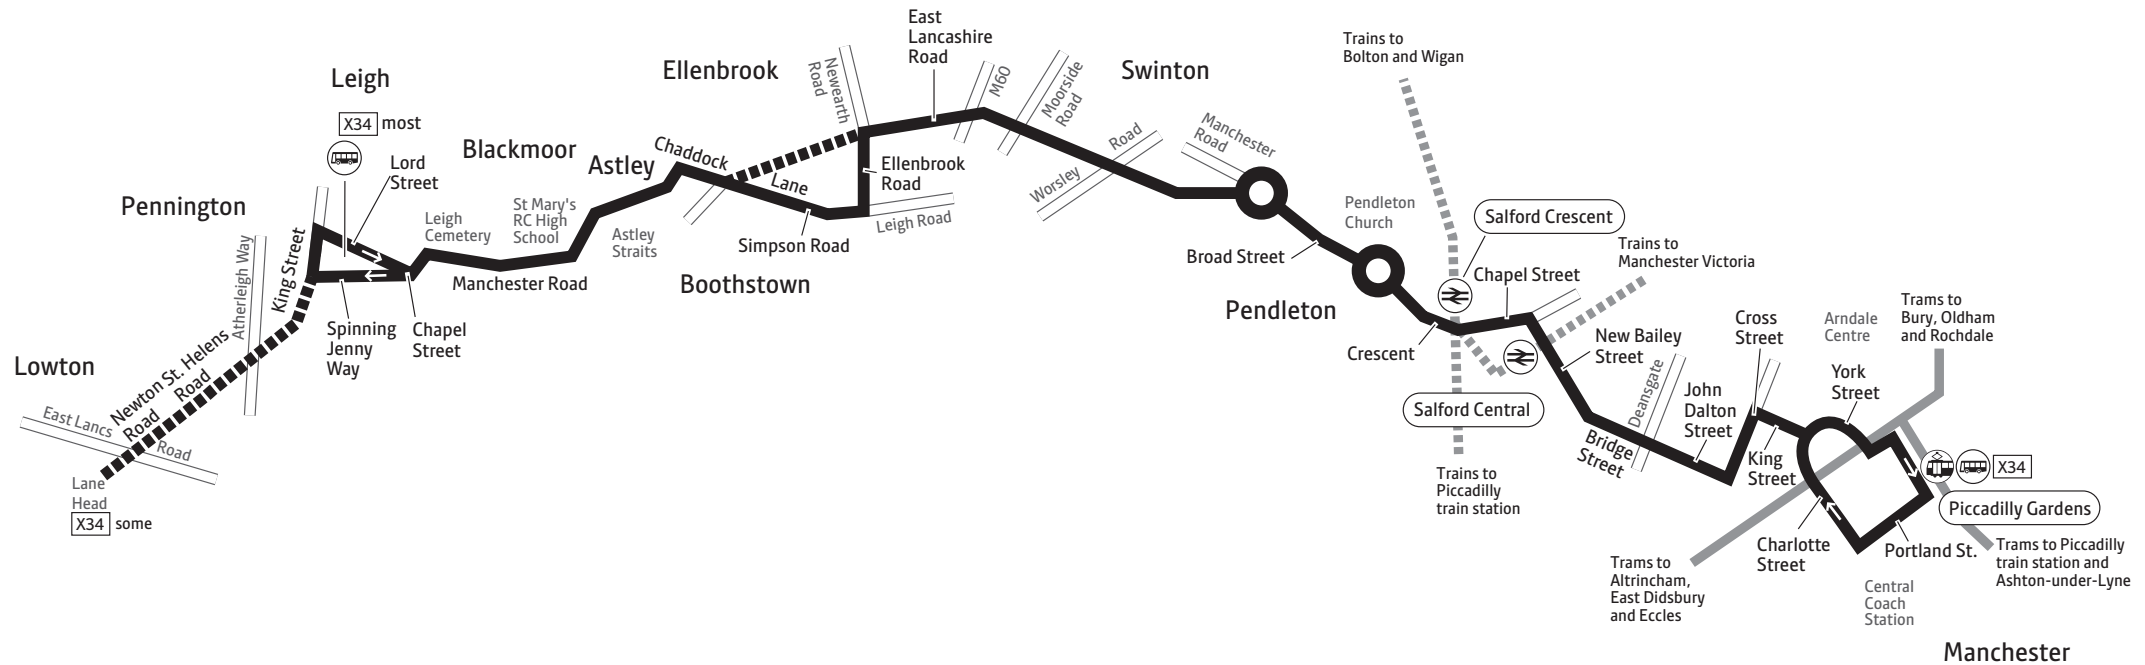 Lowton
East Lancs
Road
Lane
Head
X34 some
Newton
Road
St. Helens
Road
Pennington
Atherleigh Way
King Street
Leigh
X34 most
Lord
Street
Spinning
Jenny
Way
Chapel
Street
Leigh
Cemetery
Blackmoor
Manchester Road
St Mary's
RC High
School
Astley
Astley
Straits
Chaddock
Lane
Simpson Road
Boothstown
Ellenbrook
Newearth
Road
Ellenbrook
Road
Leigh Road
East
Lancashire
Road
M60
Moorside
Road
Swinton
Worsley
Road
Manchester
Road
Broad Street
Pendleton
Church
Pendleton
Trains to
Bolton and Wigan
Salford Crescent
Crescent
Chapel Street
Trains to
Manchester Victoria
Salford Central
Trains to
Piccadilly
train station
New Bailey
Street
Bridge
Street
Deansgate
John
Dalton
Street
Cross
Street
King
Street
Arndale
Centre
York
Street
Trams to
Bury, Oldham
and Rochdale
X34
Piccadilly Gardens
Charlotte
Street
Portland St.
Trams to Piccadilly
train station and
Ashton-under-Lyne
Trams to
Altrincham,
East Didsbury
and Eccles
Central
Coach
Station
Manchester